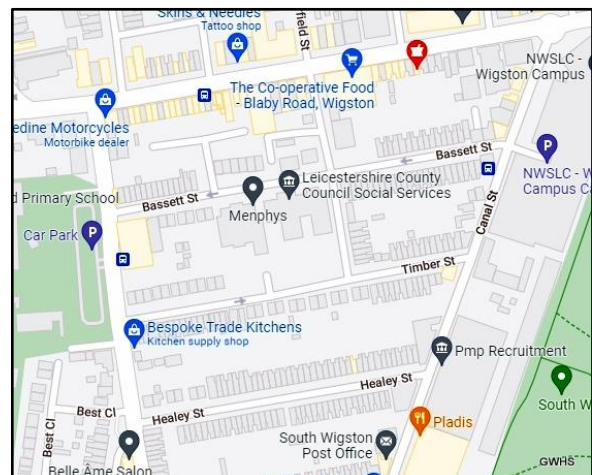 Skins & Needles
Tattoo shop
field St
NWSLC -
Wigston Campus
The Co-operative Food
- Blaby Road, Wigston
edine Motorcycles
Motorbike dealer
Bassett St
P
NWSLC - W
Campus Ca
Leicestershire County
Council Social Services
d Primary School
Bassett St
Menphys
Canal St
Car Park
P
Timber St
Bespoke Trade Kitchens
Kitchen supply shop
Pmp Recruitment
Healey St
Best Cl
Best Cl
Healey St
South W
Pladis
South Wigston
Post Office
Belle Âme Salon
GWHS